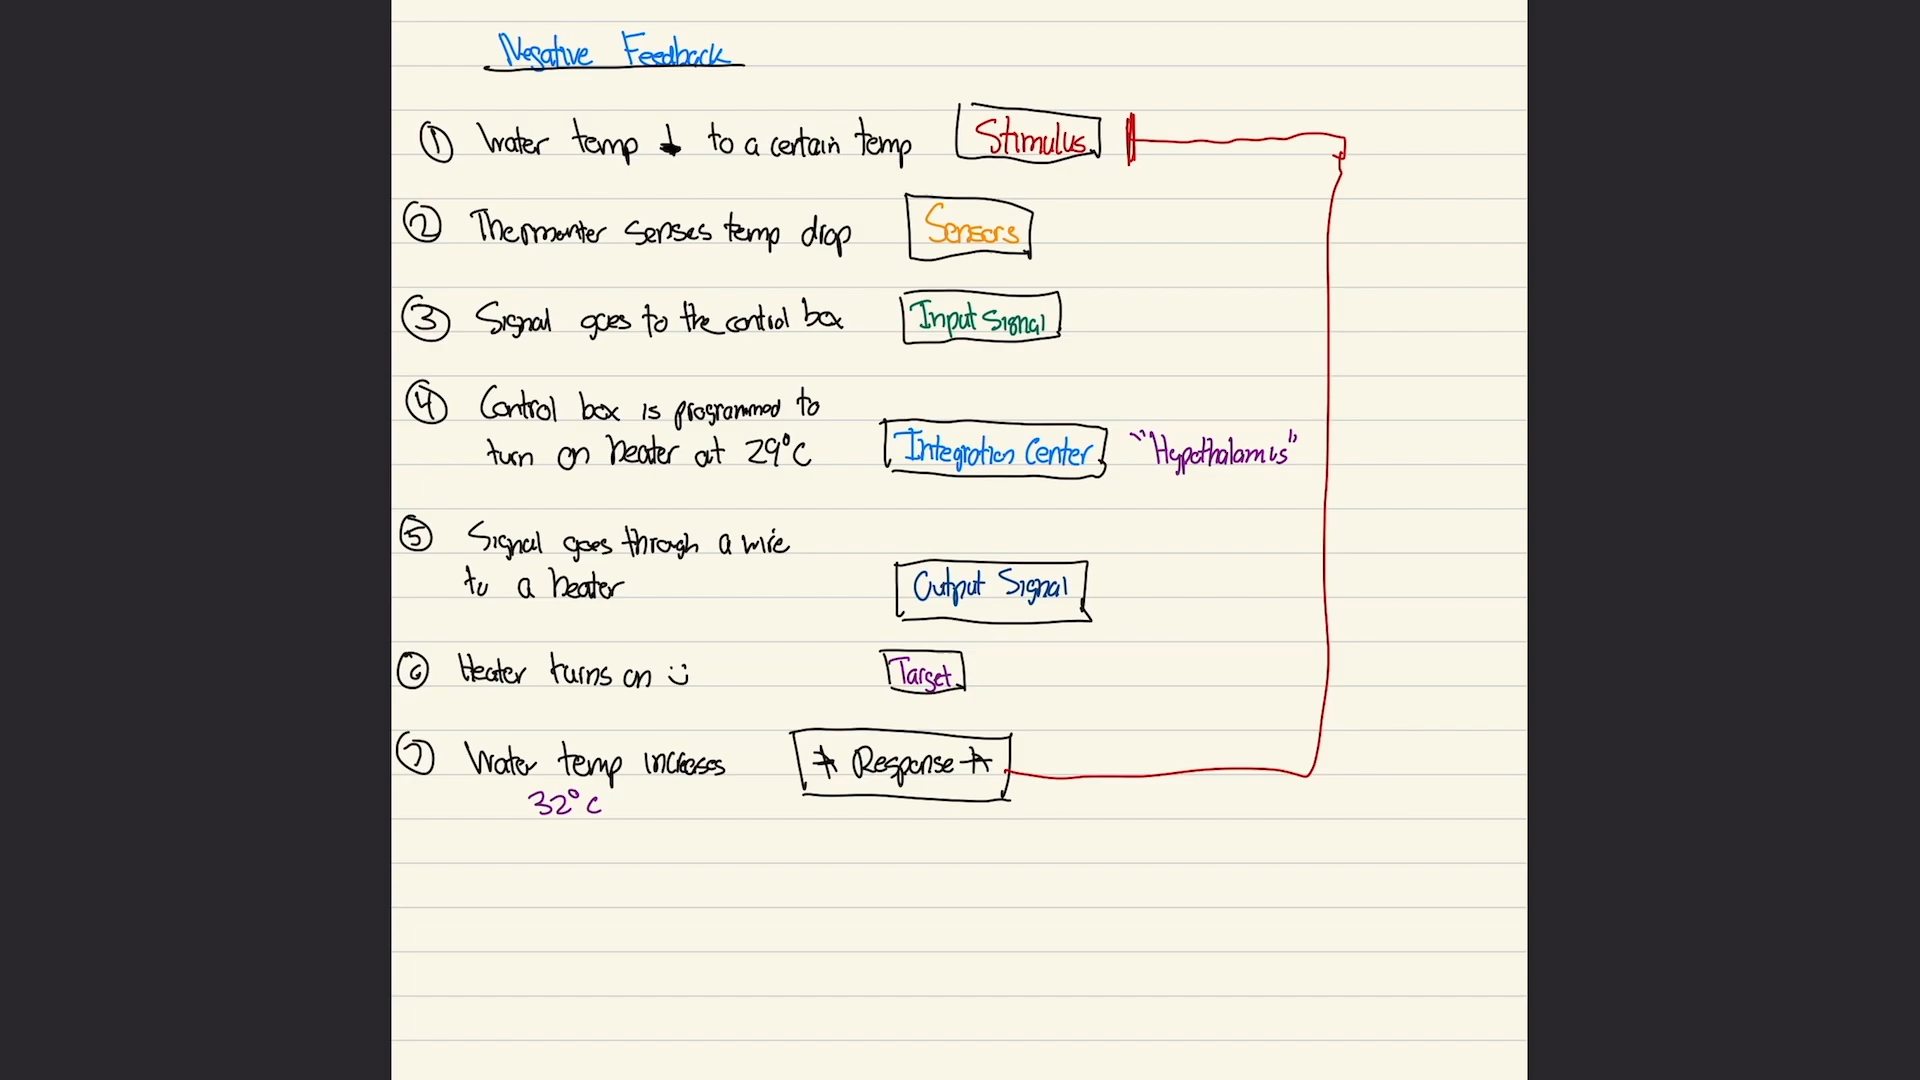 Negative Feedback
① Water temp ↓ to a certain temp Stimulus
② Thermomter senses temp drop Sensors
③ Signal goes to the control box Input Signal
④ Control box is programmed to
turn on heater at 29°C Integration Center "Hypothalamus"
⑤ Signal goes through a wire
to a heater Output Signal
⑥ Heater turns on :) Target
⑦ Water temp increases ★ Response ★
32°C